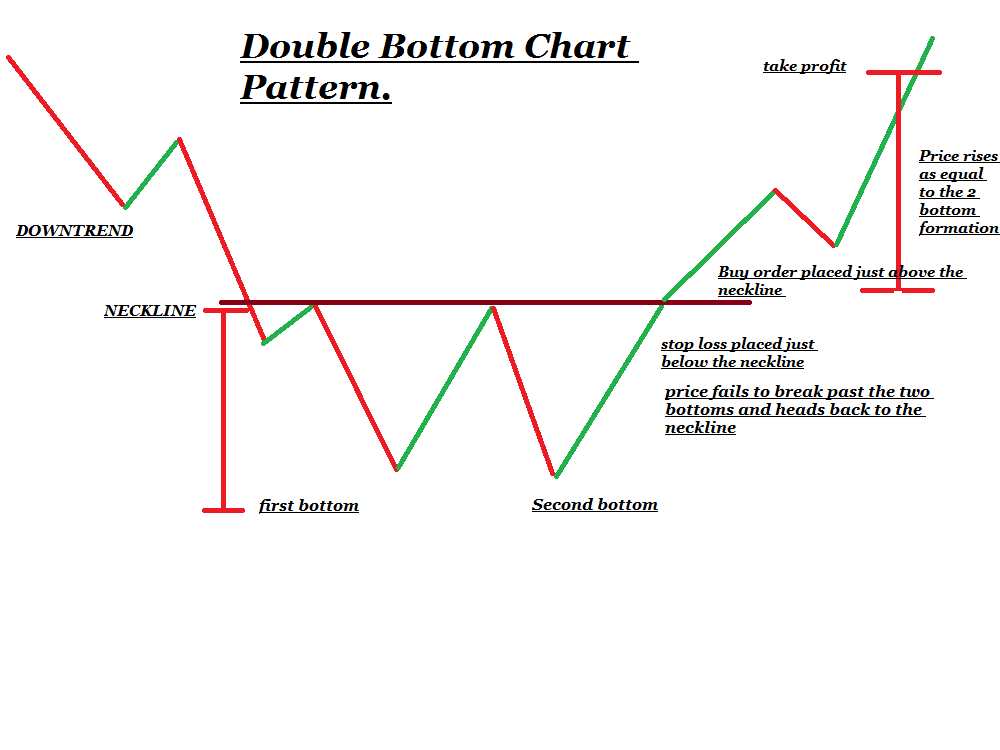 Double Bottom Chart
Pattern.
take profit
Price rises
as equal
to the 2
bottom
formation
DOWNTREND
Buy order placed just above the
neckline
NECKLINE
stop loss placed just
below the neckline
price fails to break past the two
bottoms and heads back to the
neckline
first bottom
Second bottom